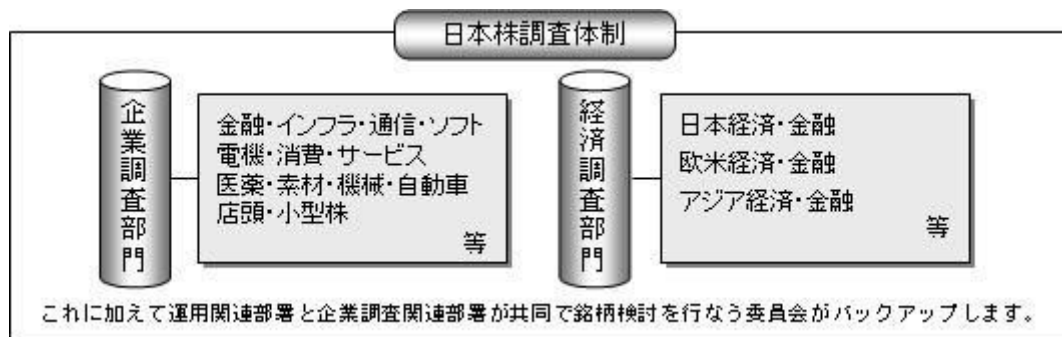 日本株調査体制
企業調査部門
金融・インフラ・通信・ソフト
電機・消費・サービス
医薬・素材・機械・自動車
店頭・小型株
等
経済調査部門
日本経済・金融
欧米経済・金融
アジア経済・金融
等
これに加えて運用関連部署と企業調査関連部署が共同で銘柄検討を行なう委員会がバックアップします。